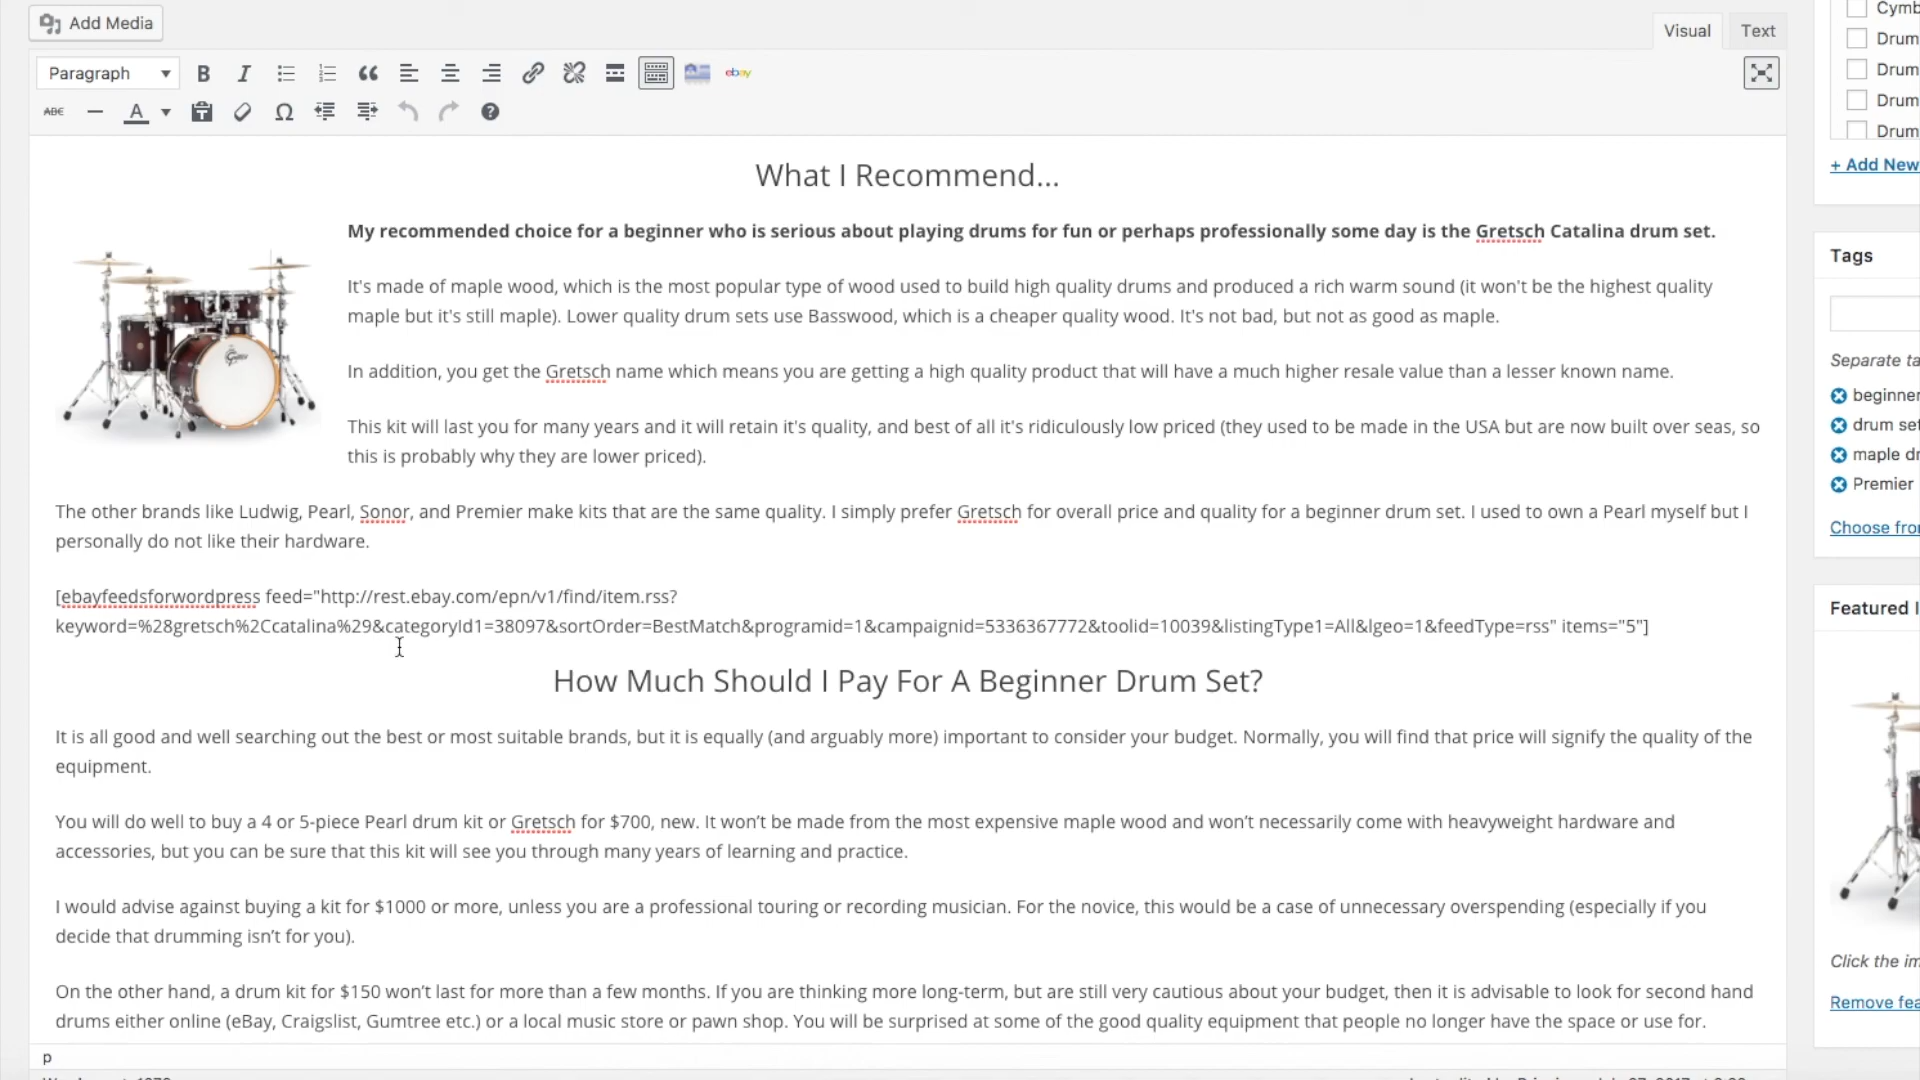 Add Media
Visual
Text
Paragraph
B
I
ebay
ABC
A
Ω
What I Recommend...
My recommended choice for a beginner who is serious about playing drums for fun or perhaps professionally some day is the Gretsch Catalina drum set.
It's made of maple wood, which is the most popular type of wood used to build high quality drums and produced a rich warm sound (it won't be the highest quality
maple but it's still maple). Lower quality drum sets use Basswood, which is a cheaper quality wood. It's not bad, but not as good as maple.
In addition, you get the Gretsch name which means you are getting a high quality product that will have a much higher resale value than a lesser known name.
This kit will last you for many years and it will retain it's quality, and best of all it's ridiculously low priced (they used to be made in the USA but are now built over seas, so
this is probably why they are lower priced).
The other brands like Ludwig, Pearl, Sonor, and Premier make kits that are the same quality. I simply prefer Gretsch for overall price and quality for a beginner drum set. I used to own a Pearl myself but I
personally do not like their hardware.
[ebayfeedsforwordpress feed="http://rest.ebay.com/epn/v1/find/item.rss?
keyword=%28gretsch%2Ccatalina%29&categoryId1=38097&sortOrder=BestMatch&programid=1&campaignid=5336367772&toolid=10039&listingType1=All&lgeo=1&feedType=rss" items="5"]
How Much Should I Pay For A Beginner Drum Set?
It is all good and well searching out the best or most suitable brands, but it is equally (and arguably more) important to consider your budget. Normally, you will find that price will signify the quality of the
equipment.
You will do well to buy a 4 or 5-piece Pearl drum kit or Gretsch for $700, new. It won’t be made from the most expensive maple wood and won’t necessarily come with heavyweight hardware and
accessories, but you can be sure that this kit will see you through many years of learning and practice.
I would advise against buying a kit for $1000 or more, unless you are a professional touring or recording musician. For the novice, this would be a case of unnecessary overspending (especially if you
decide that drumming isn’t for you).
On the other hand, a drum kit for $150 won’t last for more than a few months. If you are thinking more long-term, but are still very cautious about your budget, then it is advisable to look for second hand
drums either online (eBay, Craigslist, Gumtree etc.) or a local music store or pawn shop. You will be surprised at some of the good quality equipment that people no longer have the space or use for.
p
Cymb
Drum
Drum
Drum
Drum
+ Add New
Tags
Separate ta
beginner
drum set
maple dr
Premier
Choose fro
Featured I
Click the im
Remove fea